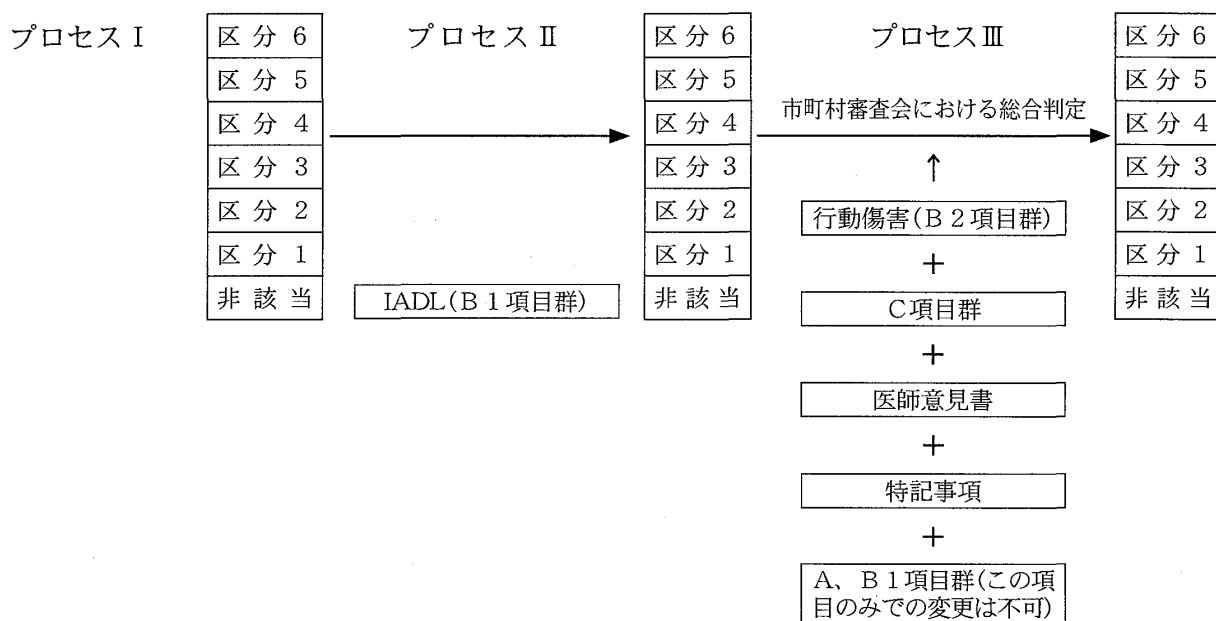 プロセスⅠ
区分6
区分5
区分4
区分3
区分2
区分1
非該当
プロセスⅡ
IADL(B1項目群)
区分6
区分5
区分4
区分3
区分2
区分1
非該当
プロセスⅢ
市町村審査会における総合判定
↑
行動傷害(B2項目群)
+
C項目群
+
医師意見書
+
特記事項
+
A、B1項目群(この項
目のみでの変更は不可)
区分6
区分5
区分4
区分3
区分2
区分1
非該当